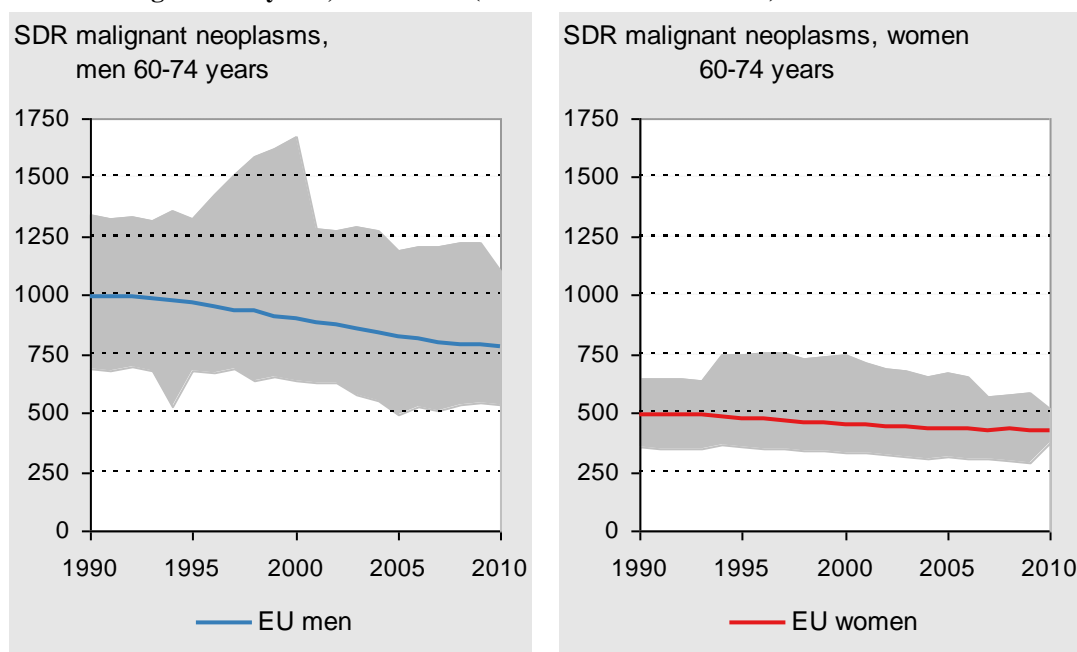 SDR malignant neoplasms,
men 60-74 years
1750
1500
1250
1000
750
500
250
0
1990 1995 2000 2005 2010
EU men
SDR malignant neoplasms, women
60-74 years
1750
1500
1250
1000
750
500
250
0
1990 1995 2000 2005 2010
EU women